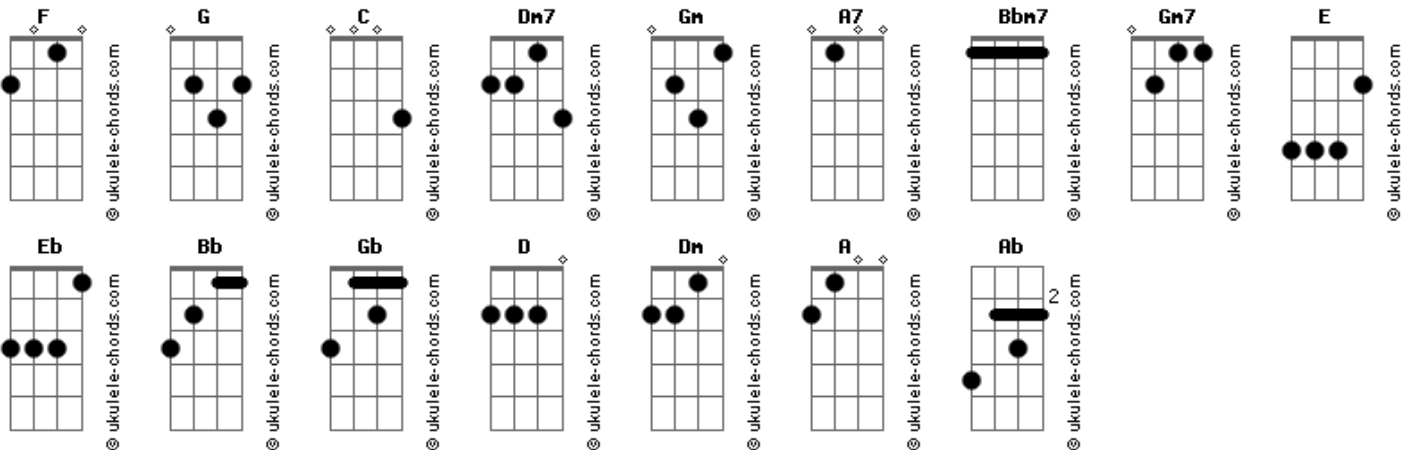 F G C Dm7 Gm A7 Bbm7 Gm7 E
© ukulele-chords.com © ukulele-chords.com © ukulele-chords.com © ukulele-chords.com © ukulele-chords.com © ukulele-chords.com © ukulele-chords.com © ukulele-chords.com © ukulele-chords.com
Eb Bb Gb D Dm A Ab
2
© ukulele-chords.com © ukulele-chords.com © ukulele-chords.com © ukulele-chords.com © ukulele-chords.com © ukulele-chords.com © ukulele-chords.com